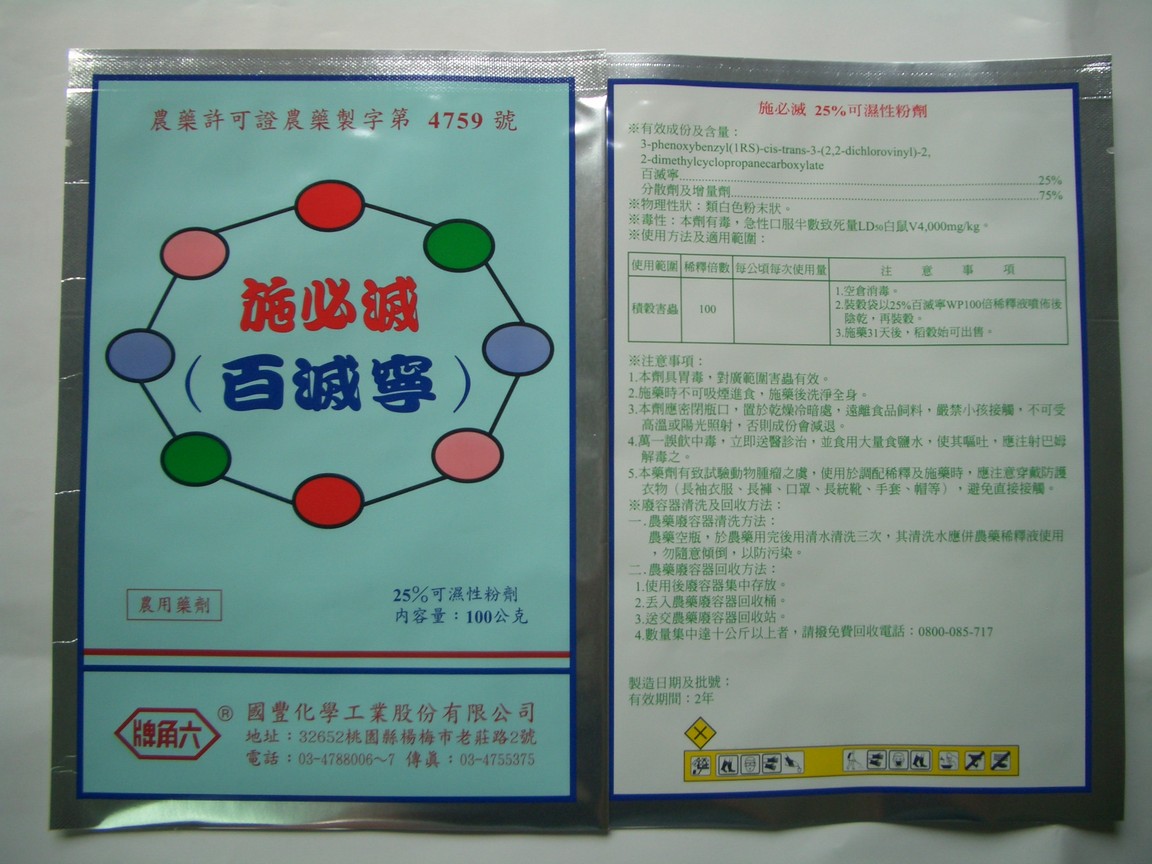 農藥許可證農藥製字第 4759 號
施必滅
(百滅寧)
農用藥劑
25%可濕性粉劑
內容量：100公克
牌角六
® 國豐化學工業股份有限公司
地址：32652桃園縣楊梅市老莊路2號
電話：03-4788006～7 傳真：03-4755375
施必滅 25%可濕性粉劑
※有效成份及含量：
3-phenoxybenzyl(1RS)-cis-trans-3-(2,2-dichlorovinyl)-2,
2-dimethylcyclopropanecarboxylate
百滅寧 25%
分散劑及增量劑 75%
※物理性狀：類白色粉末狀。
※毒性：本劑有毒，急性口服半數致死量LD50白鼠V4,000mg/kg。
※使用方法及適用範圍：
使用範圍 稀釋倍數 每公頃每次使用量 注意事項
積穀害蟲 100
1.空倉消毒。
2.裝穀袋以25%百滅寧WP100倍稀釋液噴佈後
陰乾，再裝穀。
3.施藥31天後，稻穀始可出售。
※注意事項：
1.本劑具胃毒，對廣範圍害蟲有效。
2.施藥時不可吸煙進食，施藥後洗淨全身。
3.本劑應密閉瓶口，置於乾燥冷暗處，遠離食品飼料，嚴禁小孩接觸，不可受
高溫或陽光照射，否則成份會減退。
4.萬一誤飲中毒，立即送醫診治，並食用大量食鹽水，使其嘔吐，應注射巴姆
解毒之。
5.本藥劑有致試驗動物腫瘤之虞，使用於調配稀釋及施藥時，應注意穿戴防護
衣物（長袖衣服、長褲、口罩、長統靴、手套、帽等），避免直接接觸。
※廢容器清洗及回收方法：
一.農藥廢容器清洗方法：
農藥空瓶，於農藥用完後用清水清洗三次，其清洗水應併農藥稀釋液使用
，勿隨意傾倒，以防污染。
二.農藥廢容器回收方法：
1.使用後廢容器集中存放。
2.丟入農藥廢容器回收桶。
3.送交農藥廢容器回收站。
4.數量集中達十公斤以上者，請撥免費回收電話：0800-085-717
製造日期及批號：
有效期間：2年